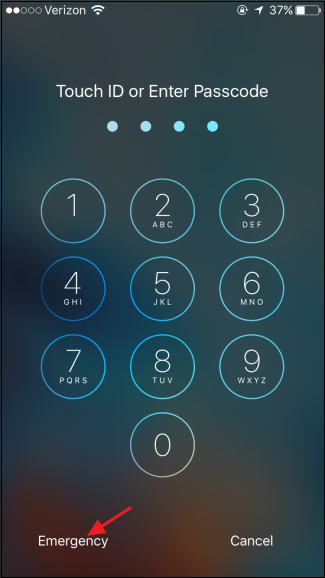 Verizon 37%
Touch ID or Enter Passcode
1 2 3
ABC DEF
4 5 6
GHI JKL MNO
7 8 9
PQRS TUV WXYZ
0
Emergency Cancel